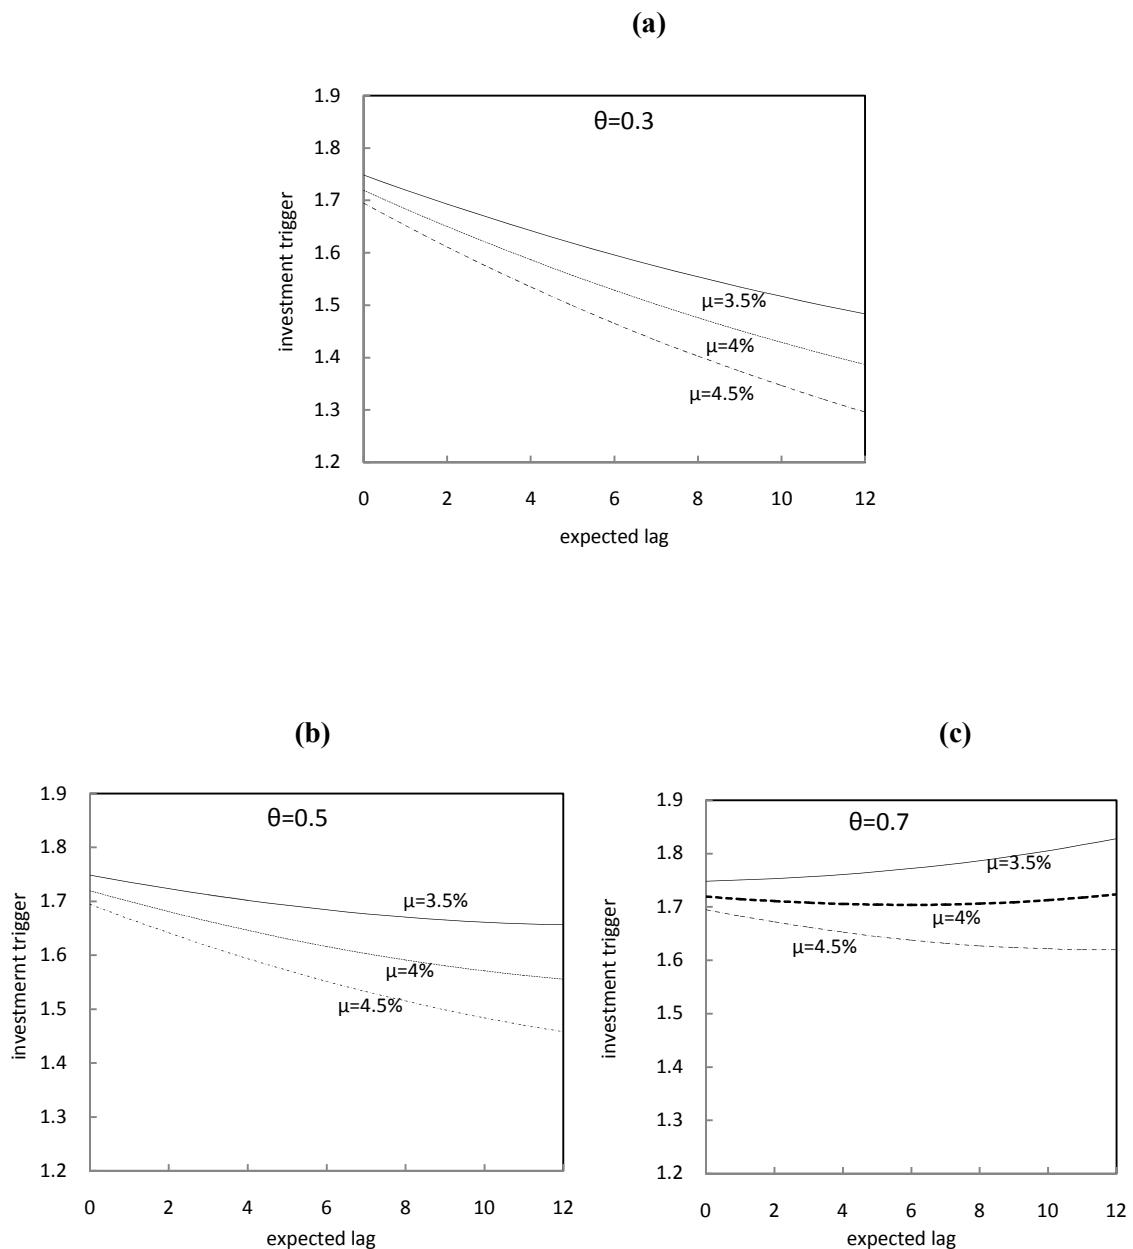 (a)
θ=0.3
1.9
1.8
1.7
1.6
1.5
1.4
1.3
1.2
investment trigger
μ=3.5%
μ=4%
μ=4.5%
0 2 4 6 8 10 12
expected lag
(b)
θ=0.5
1.9
1.8
1.7
1.6
1.5
1.4
1.3
1.2
investmernt trigger
μ=3.5%
μ=4%
μ=4.5%
0 2 4 6 8 10 12
expected lag
(c)
θ=0.7
1.9
1.8
1.7
1.6
1.5
1.4
1.3
1.2
investment trigger
μ=3.5%
μ=4%
μ=4.5%
0 2 4 6 8 10 12
expected lag